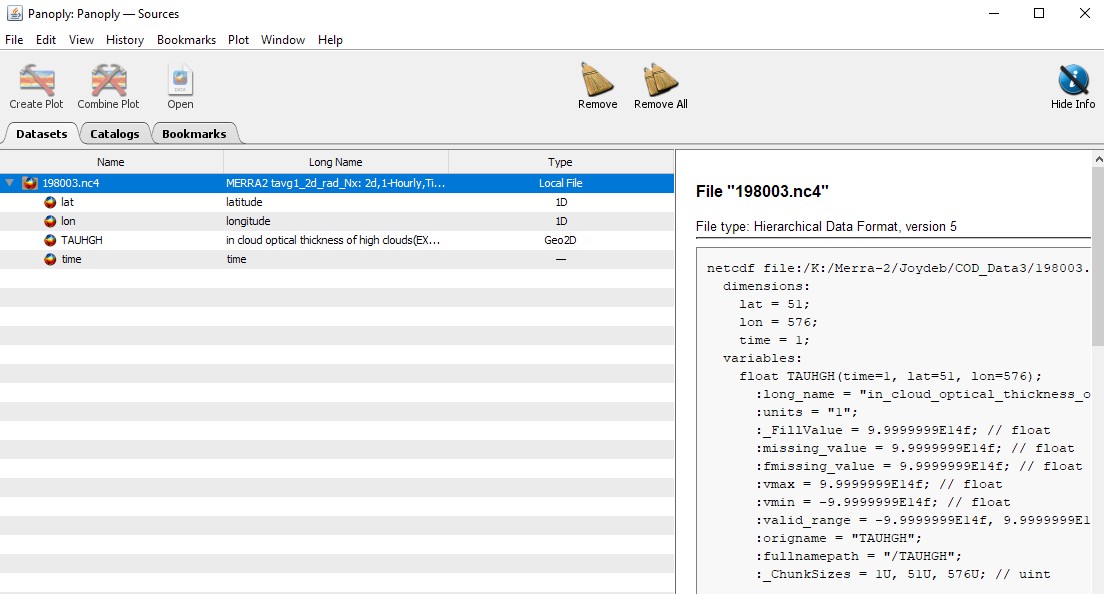 Panoply: Panoply — Sources
File Edit View History Bookmarks Plot Window Help
Create Plot Combine Plot Open Remove Remove All Hide Info
Datasets Catalogs Bookmarks
Name Long Name Type
198003.nc4 MERRA2 tavg1_2d_rad_Nx: 2d,1-Hourly,Ti... Local File
lat latitude 1D
lon longitude 1D
TAUHGH in cloud optical thickness of high clouds(EX... Geo2D
time time —
File "198003.nc4"
File type: Hierarchical Data Format, version 5
netcdf file:/K:/Merra-2/Joydeb/COD_Data3/198003.
dimensions:
lat = 51;
lon = 576;
time = 1;
variables:
float TAUHGH(time=1, lat=51, lon=576);
:long_name = "in_cloud_optical_thickness_o
:units = "1";
:_FillValue = 9.9999999E14f; // float
:missing_value = 9.9999999E14f; // float
:fmissing_value = 9.9999999E14f; // float
:vmax = 9.9999999E14f; // float
:vmin = -9.9999999E14f; // float
:valid_range = -9.9999999E14f, 9.9999999E1
:origname = "TAUHGH";
:fullnamepath = "/TAUHGH";
:_ChunkSizes = 1U, 51U, 576U; // uint